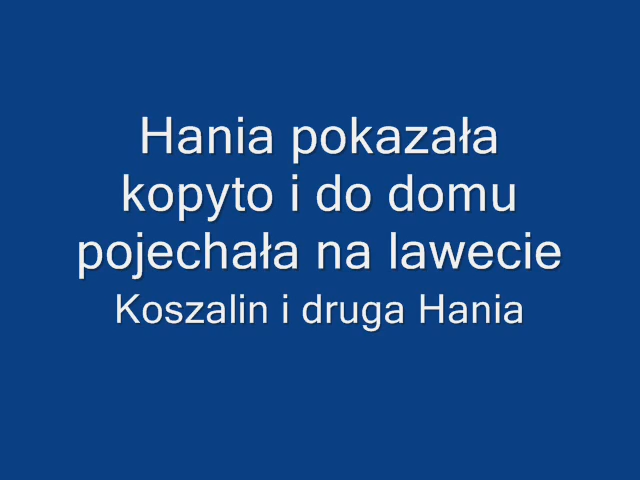 Hania pokazała
kopyto i do domu
pojechała na lawecie
Koszalin i druga Hania